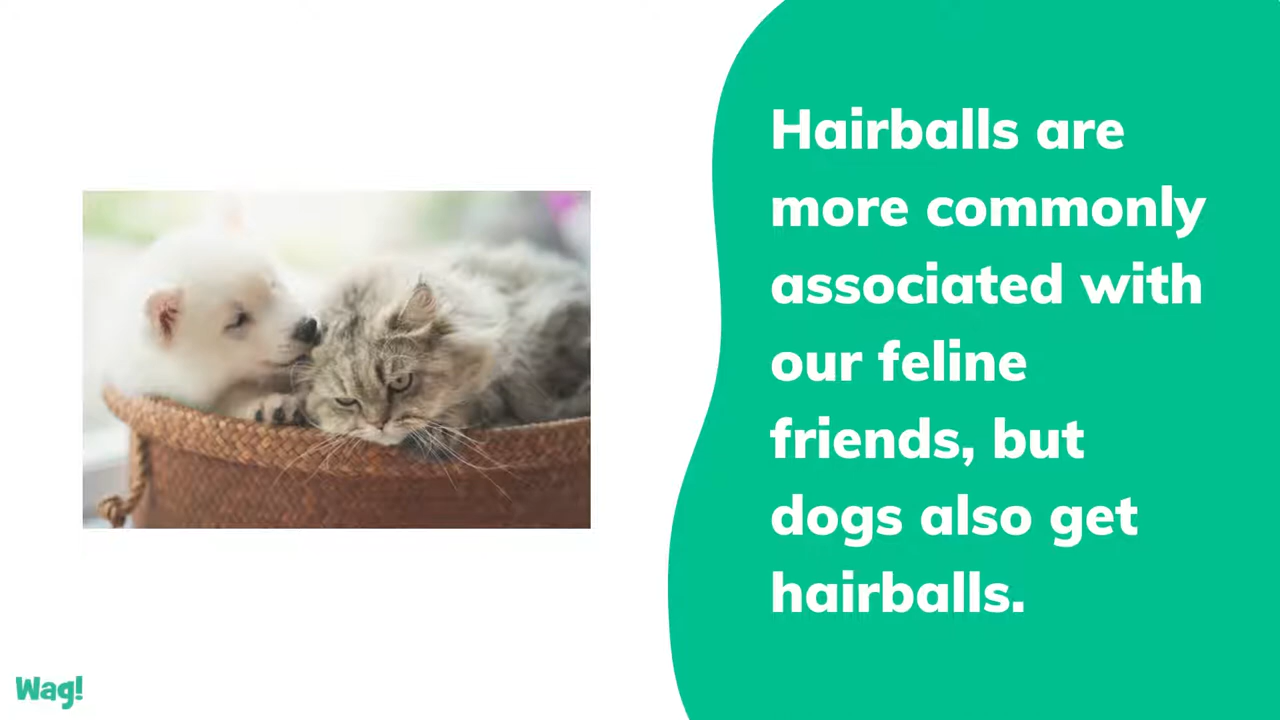 Hairballs are
more commonly
associated with
our feline
friends, but
dogs also get
hairballs.
Wag!